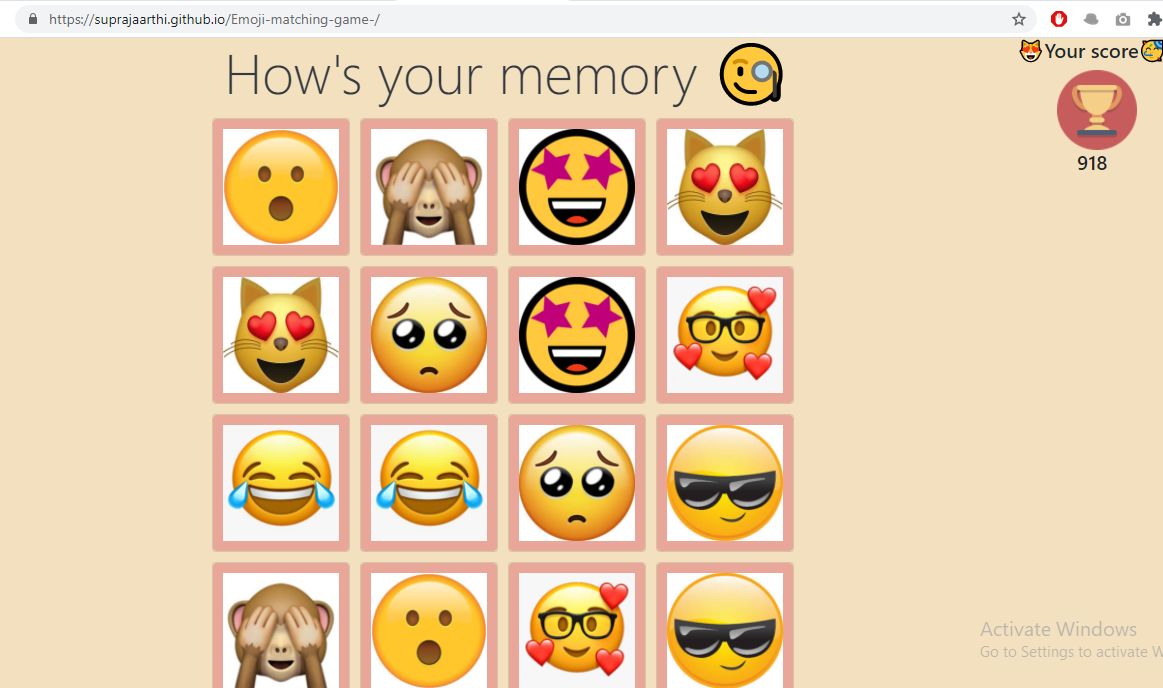 https://suprajaarthi.github.io/Emoji-matching-game-/
How's your memory
Your score
918
Activate Windows
Go to Settings to activate W